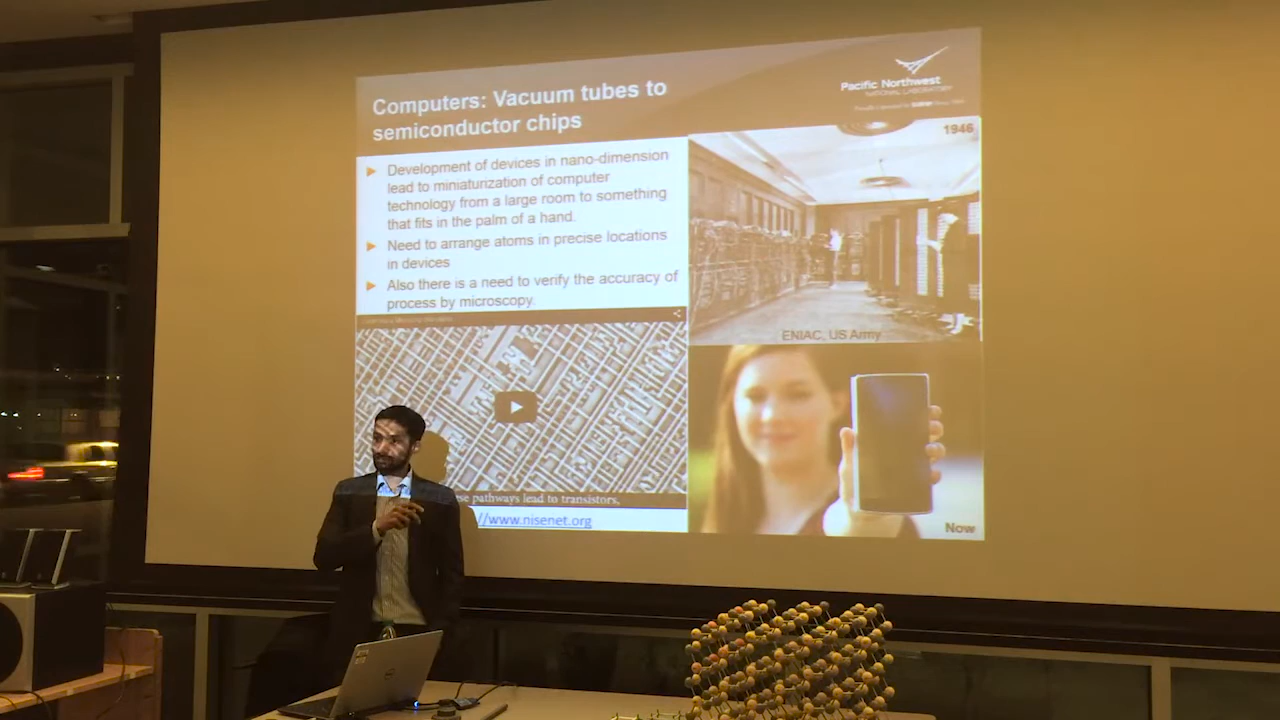 Computers: Vacuum tubes to
semiconductor chips
Pacific Northwest
NATIONAL LABORATORY
Development of devices in nano-dimension
lead to miniaturization of computer
technology from a large room to something
that fits in the palm of a hand.
Need to arrange atoms in precise locations
in devices
Also there is a need to verify the accuracy of
process by microscopy.
1946
ENIAC, US Army
se pathways lead to transistors,
//www.nisenet.org
Now